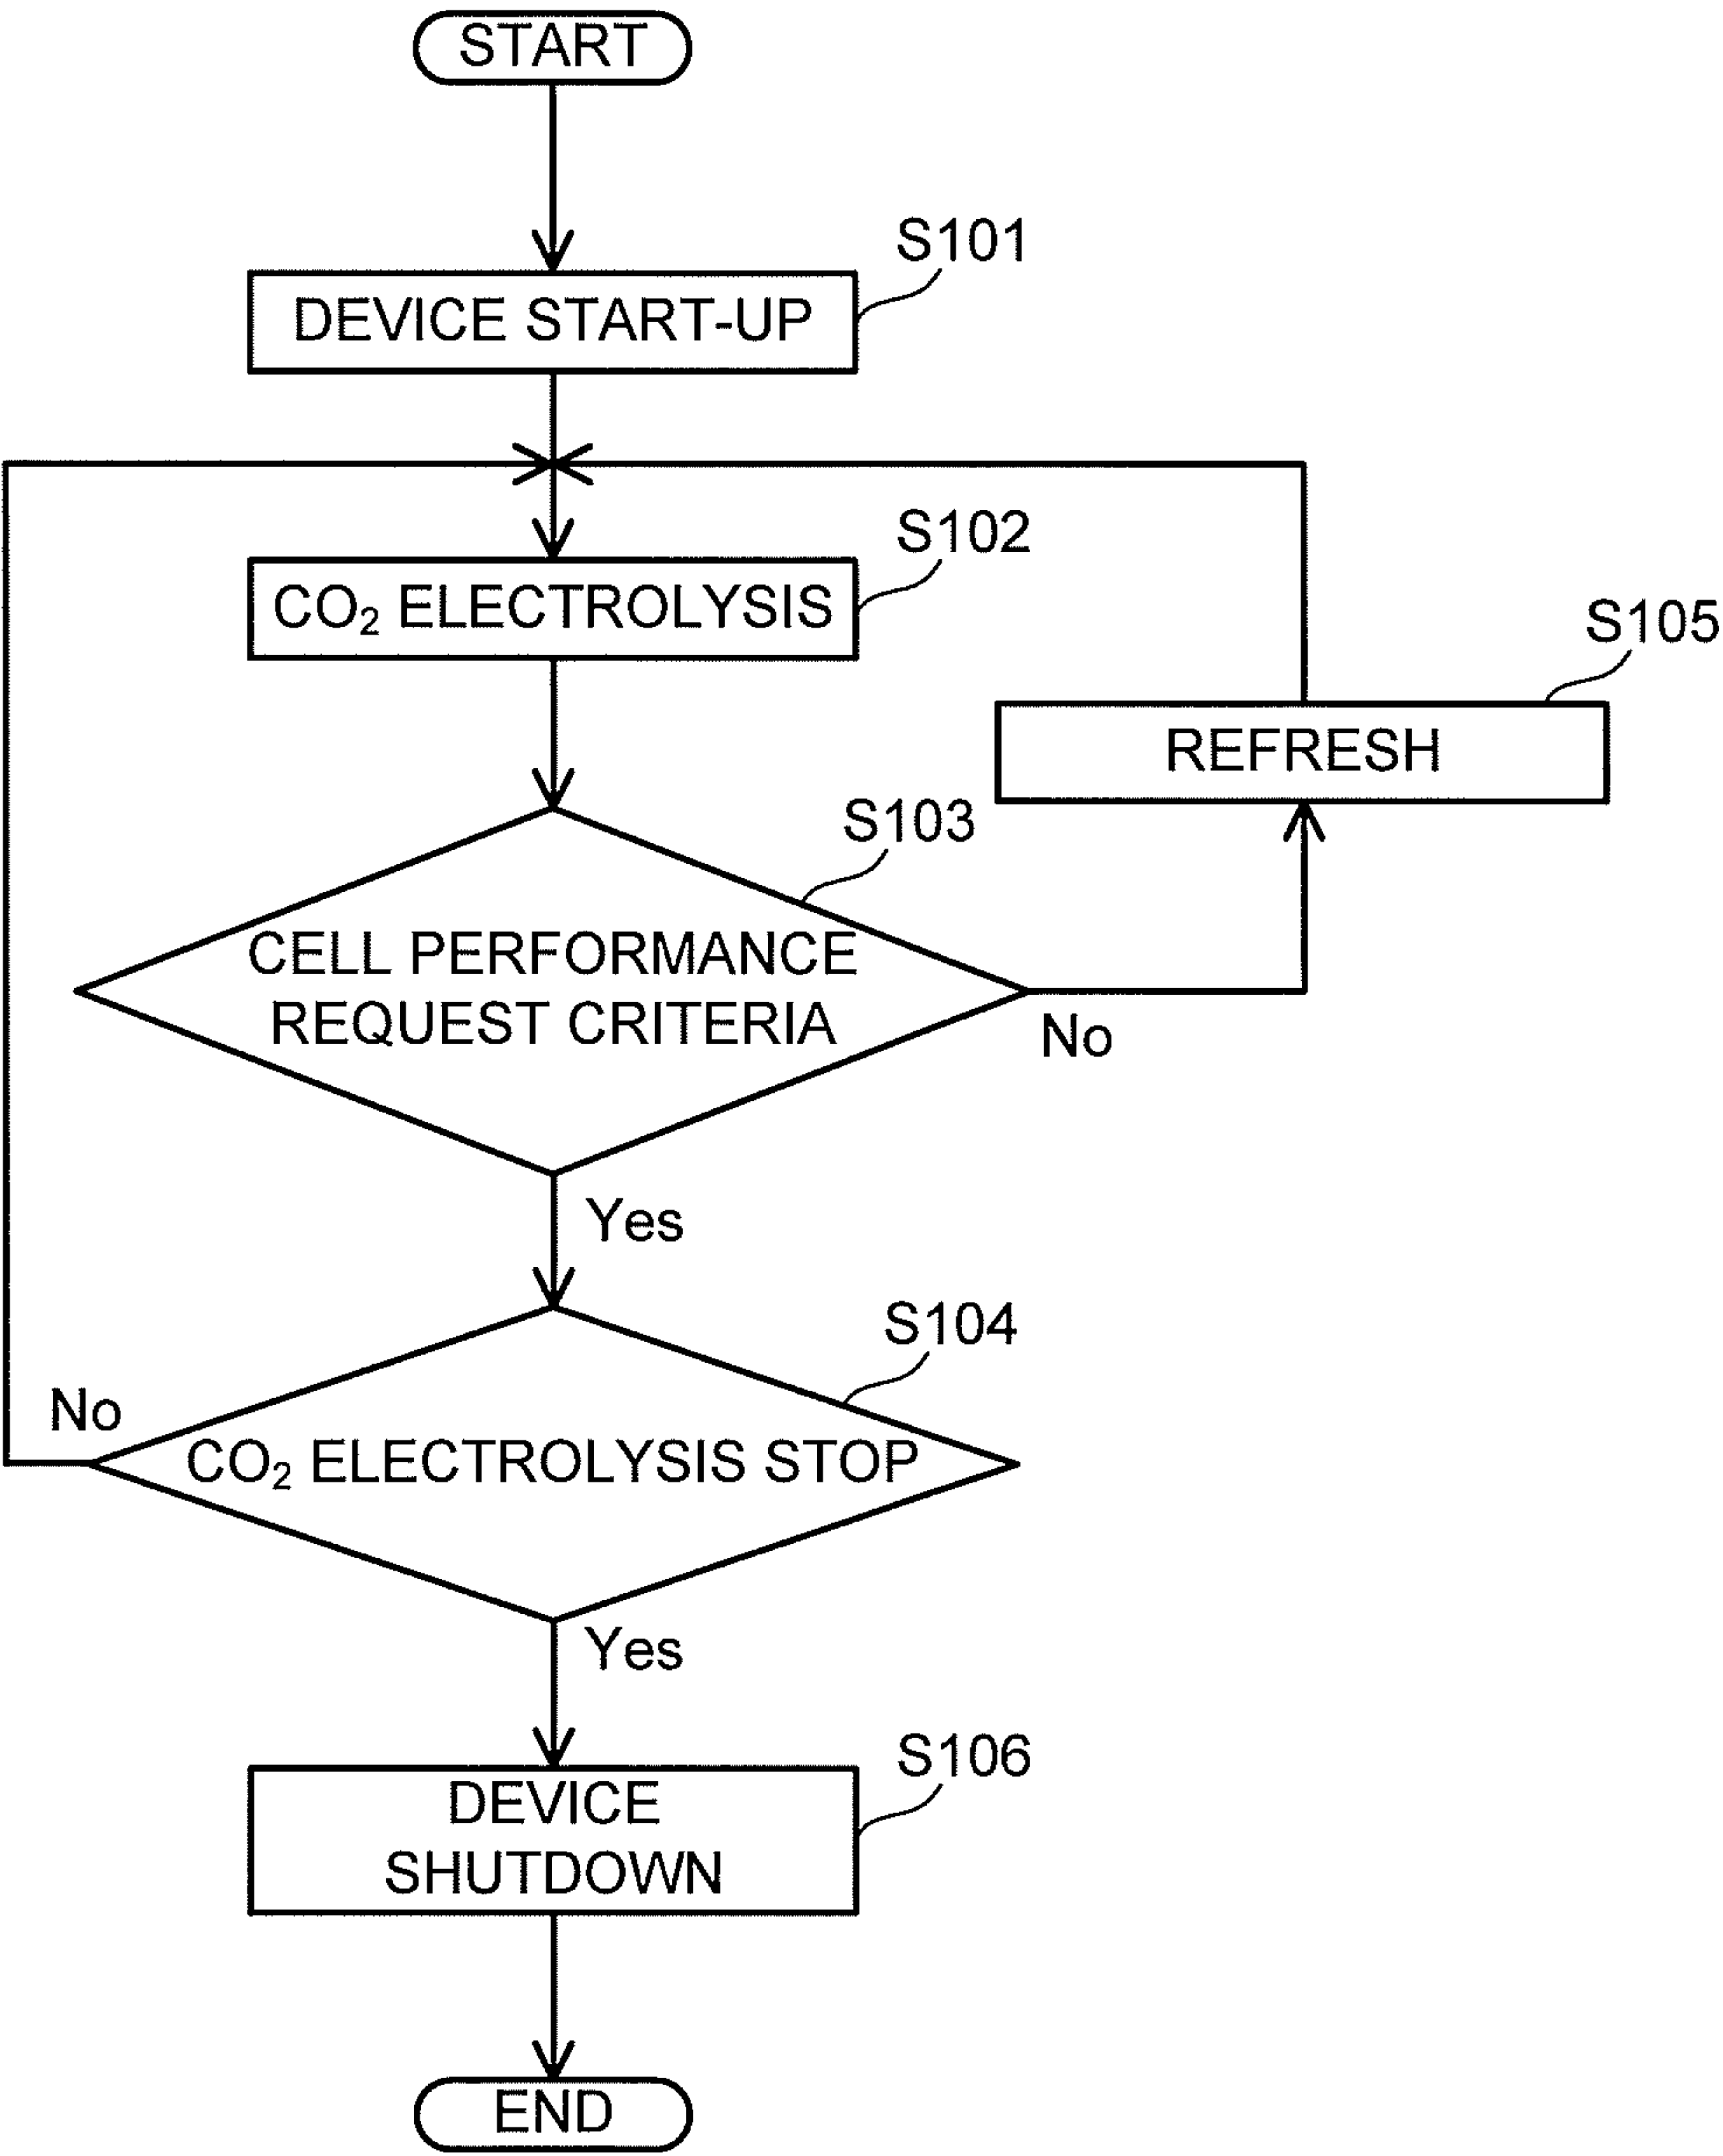 START
S101
DEVICE START-UP
S102
CO₂ ELECTROLYSIS
S105
REFRESH
S103
CELL PERFORMANCE
REQUEST CRITERIA
No
Yes
S104
No
CO₂ ELECTROLYSIS STOP
Yes
S106
DEVICE
SHUTDOWN
END